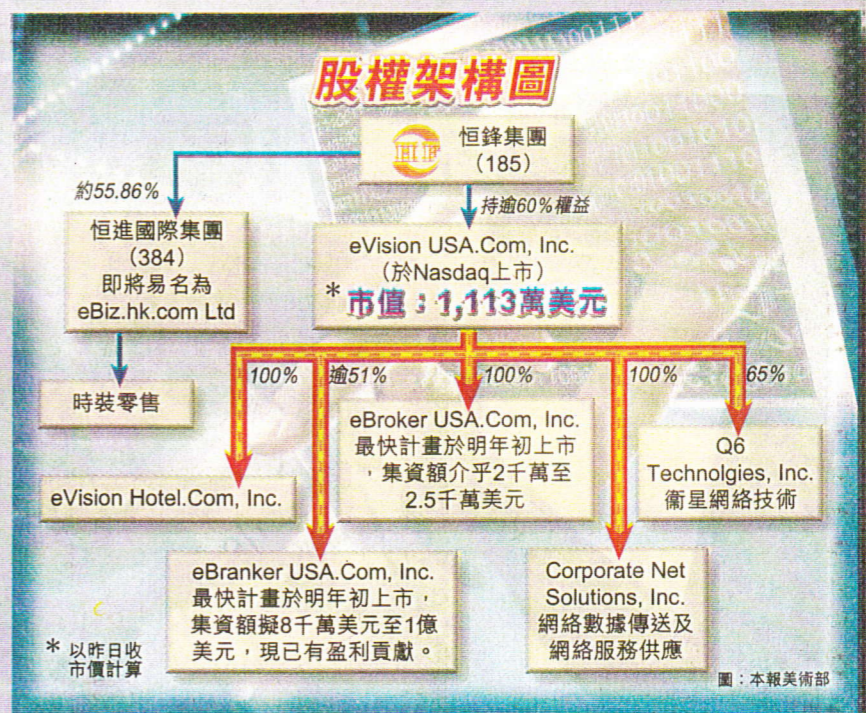 股權架構圖
HF
恒鋒集團
(185)
約55.86%
持逾60%權益
恒進國際集團
(384)
即將易名為
eBiz.hk.com Ltd
eVision USA.Com, Inc.
(於Nasdaq上市)
* 市值：1,113萬美元
時裝零售
100%
逾51%
100%
100%
65%
eVision Hotel.Com, Inc.
eBroker USA.Com, Inc.
最快計畫於明年初上市
，集資額介乎2千萬至
2.5千萬美元
Q6
Technolgies, Inc.
衞星網絡技術
eBranker USA.Com, Inc.
最快計畫於明年初上市，
集資額擬8千萬美元至1億
美元，現已有盈利貢獻。
Corporate Net
Solutions, Inc.
網絡數據傳送及
網絡服務供應
* 以昨日收
市價計算
圖：本報美術部